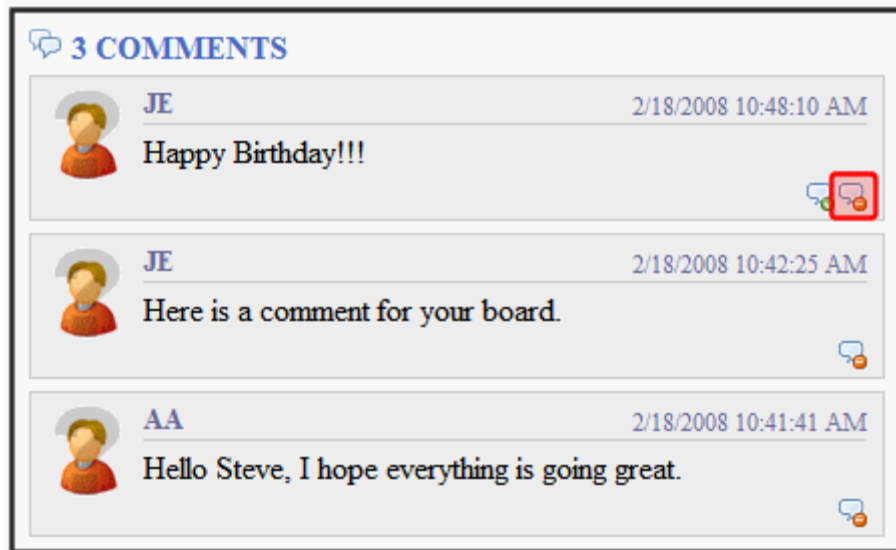 3 COMMENTS
JE 2/18/2008 10:48:10 AM
Happy Birthday!!!
JE 2/18/2008 10:42:25 AM
Here is a comment for your board.
AA 2/18/2008 10:41:41 AM
Hello Steve, I hope everything is going great.